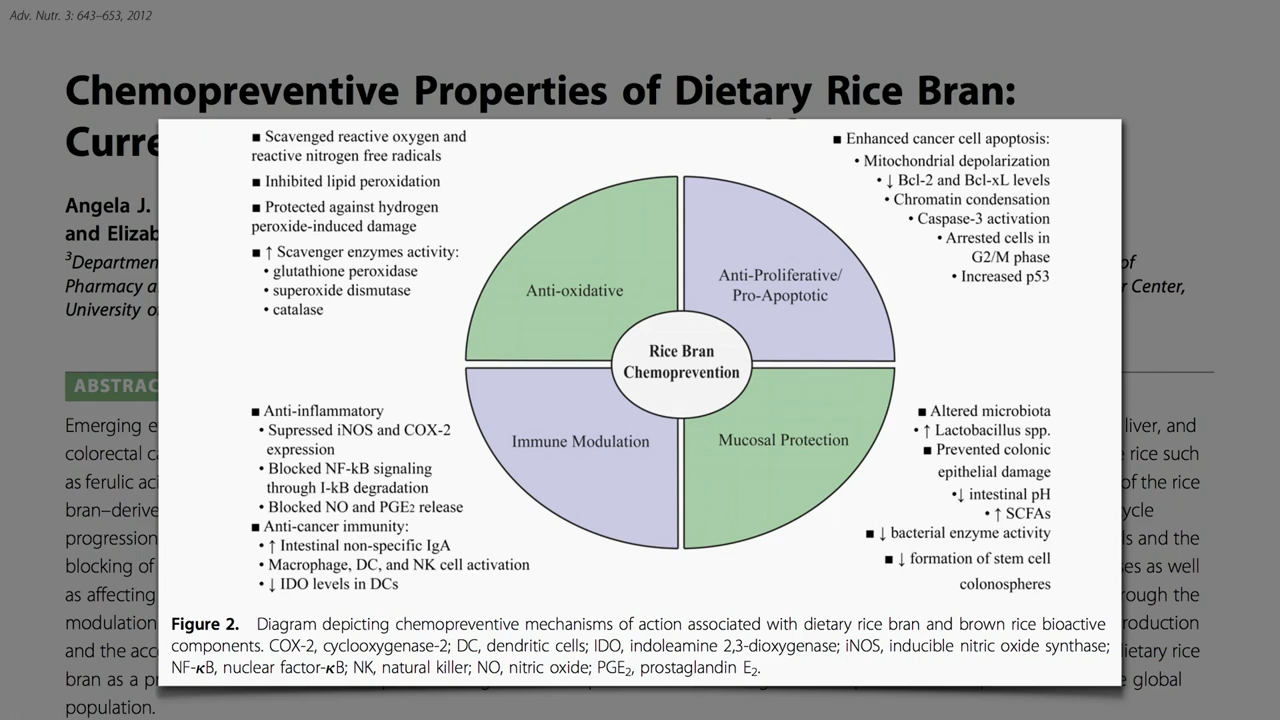 Adv. Nutr. 3: 643–653, 2012
Chemopreventive Properties of Dietary Rice Bran:
Curre
Angela J.
and Elizab
3Departmen
of
Pharmacy a
r Center,
University o
ABSTRAC
Emerging e
liver, and
colorectal ca
e rice such
as ferulic aci
of the rice
bran–derive
ycle
progression
ls and the
blocking of
ses as well
as affecting
rough the
modulation
roduction
and the acc
ietary rice
bran as a p
e global
population.
■ Scavenged reactive oxygen and
reactive nitrogen free radicals
■ Inhibited lipid peroxidation
■ Protected against hydrogen
peroxide-induced damage
■ ↑ Scavenger enzymes activity:
• glutathione peroxidase
• superoxide dismutase
• catalase
■ Enhanced cancer cell apoptosis:
• Mitochondrial depolarization
• ↓ Bcl-2 and Bcl-xL levels
• Chromatin condensation
• Caspase-3 activation
• Arrested cells in
G2/M phase
• Increased p53
Anti-oxidative
Anti-Proliferative/
Pro-Apoptotic
Rice Bran
Chemoprevention
Immune Modulation
Mucosal Protection
■ Anti-inflammatory
• Supressed iNOS and COX-2
expression
• Blocked NF-kB signaling
through I-kB degradation
• Blocked NO and PGE2 release
■ Anti-cancer immunity:
• ↑ Intestinal non-specific IgA
• Macrophage, DC, and NK cell activation
• ↓ IDO levels in DCs
■ Altered microbiota
• ↑ Lactobacillus spp.
■ Prevented colonic
epithelial damage
•↓ intestinal pH
• ↑ SCFAs
■ ↓ bacterial enzyme activity
■ ↓ formation of stem cell
colonospheres
Figure 2. Diagram depicting chemopreventive mechanisms of action associated with dietary rice bran and brown rice bioactive
components. COX-2, cyclooxygenase-2; DC, dendritic cells; IDO, indoleamine 2,3-dioxygenase; iNOS, inducible nitric oxide synthase;
NF-κB, nuclear factor-κB; NK, natural killer; NO, nitric oxide; PGE2, prostaglandin E2.